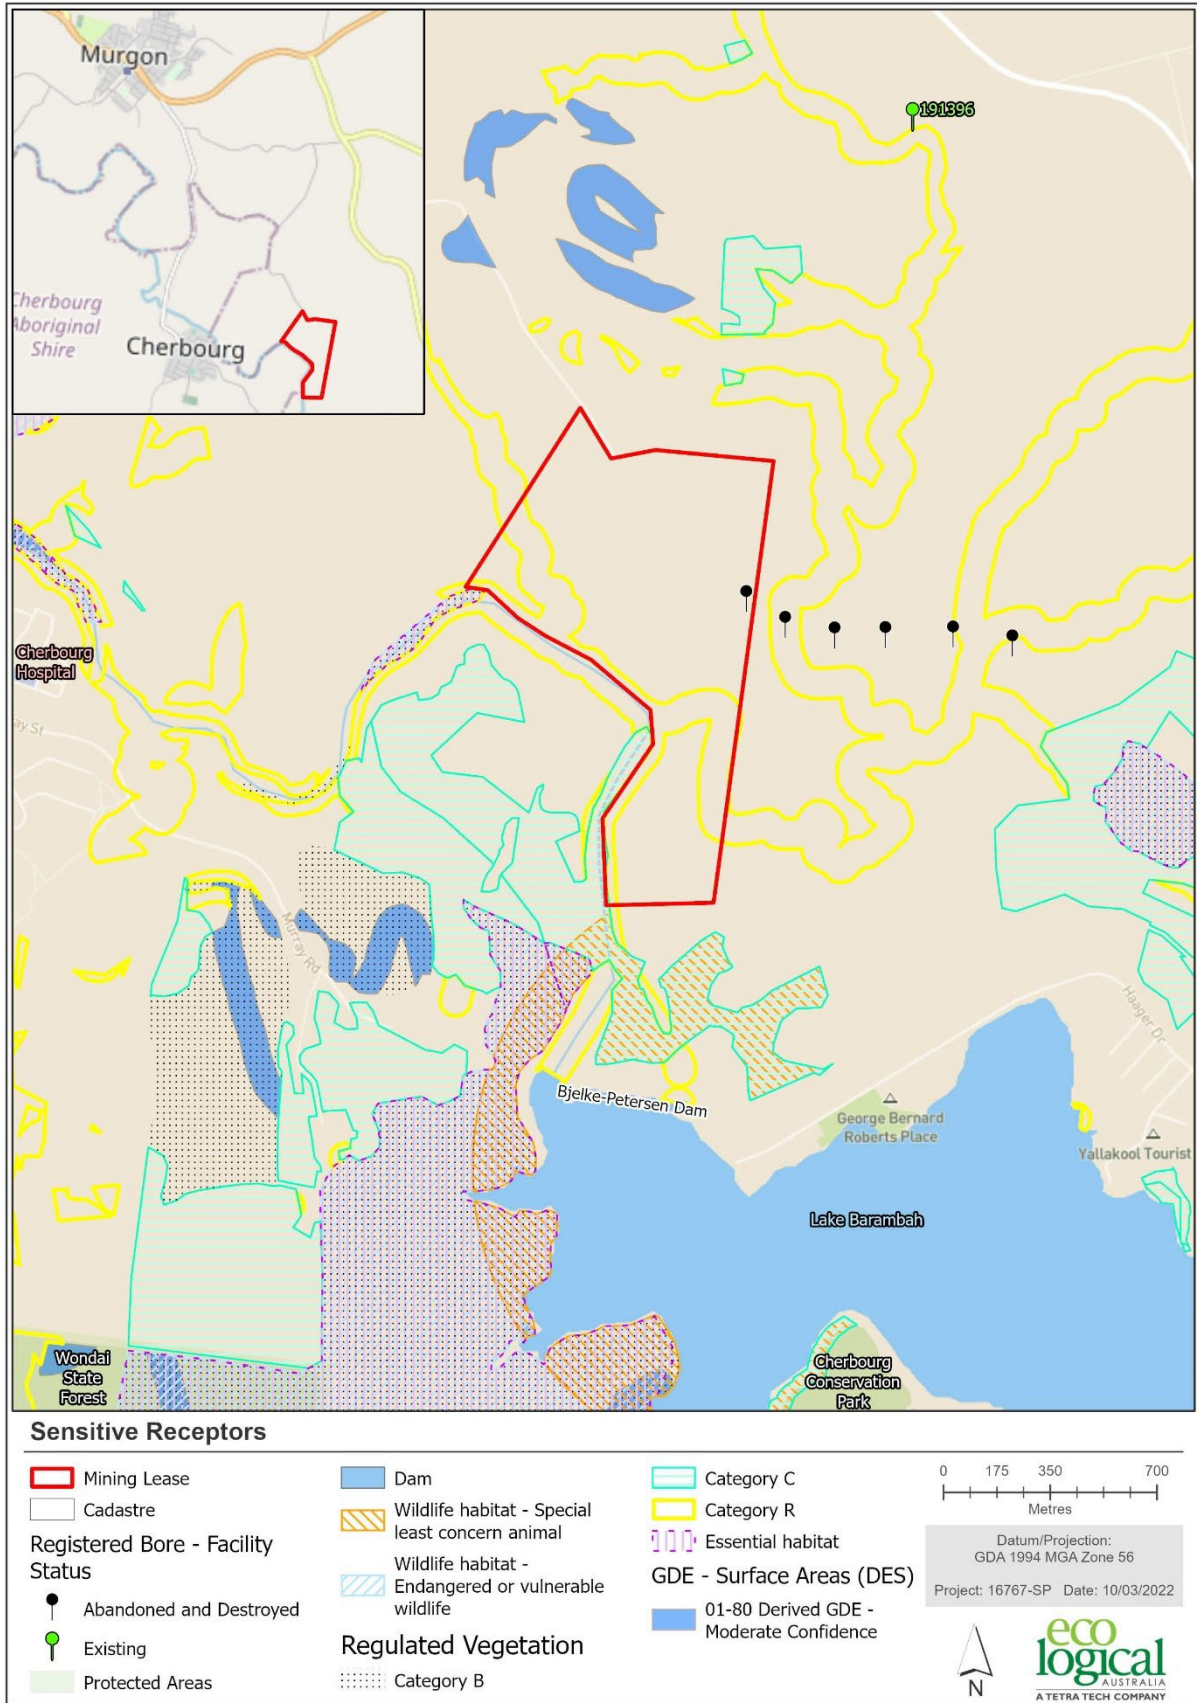 Murgon
Cherbourg
Aboriginal
Shire
Cherbourg
191396
Cherbourg
Hospital
ay St
Murray Rd
Haager Dr
Bjelke-Petersen Dam
George Bernard
Roberts Place
Yallakool Tourist
Lake Barambah
Wondai
State
Forest
Cherbourg
Conservation
Park
Sensitive Receptors
Mining Lease
Cadastre
Registered Bore - Facility
Status
Abandoned and Destroyed
Existing
Protected Areas
Dam
Wildlife habitat - Special
least concern animal
Wildlife habitat -
Endangered or vulnerable
wildlife
Regulated Vegetation
Category B
Category C
Category R
Essential habitat
GDE - Surface Areas (DES)
01-80 Derived GDE -
Moderate Confidence
0 175 350 700
Metres
Datum/Projection:
GDA 1994 MGA Zone 56
Project: 16767-SP Date: 10/03/2022
N
eco
logical
AUSTRALIA
A TETRA TECH COMPANY